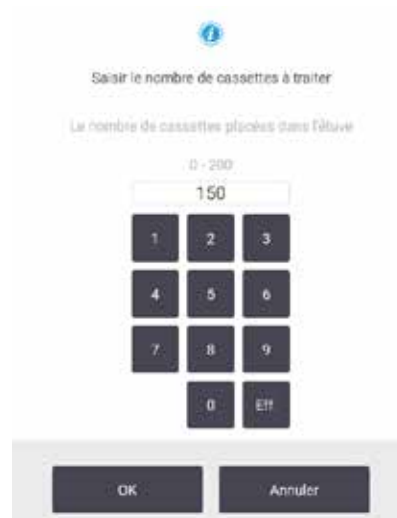 i
Saisir le nombre de cassettes à traiter
Le nombre de cassettes placées dans l'étuve
0 - 200
150
1 2 3
4 5 6
7 8 9
0 Eff
OK Annuler